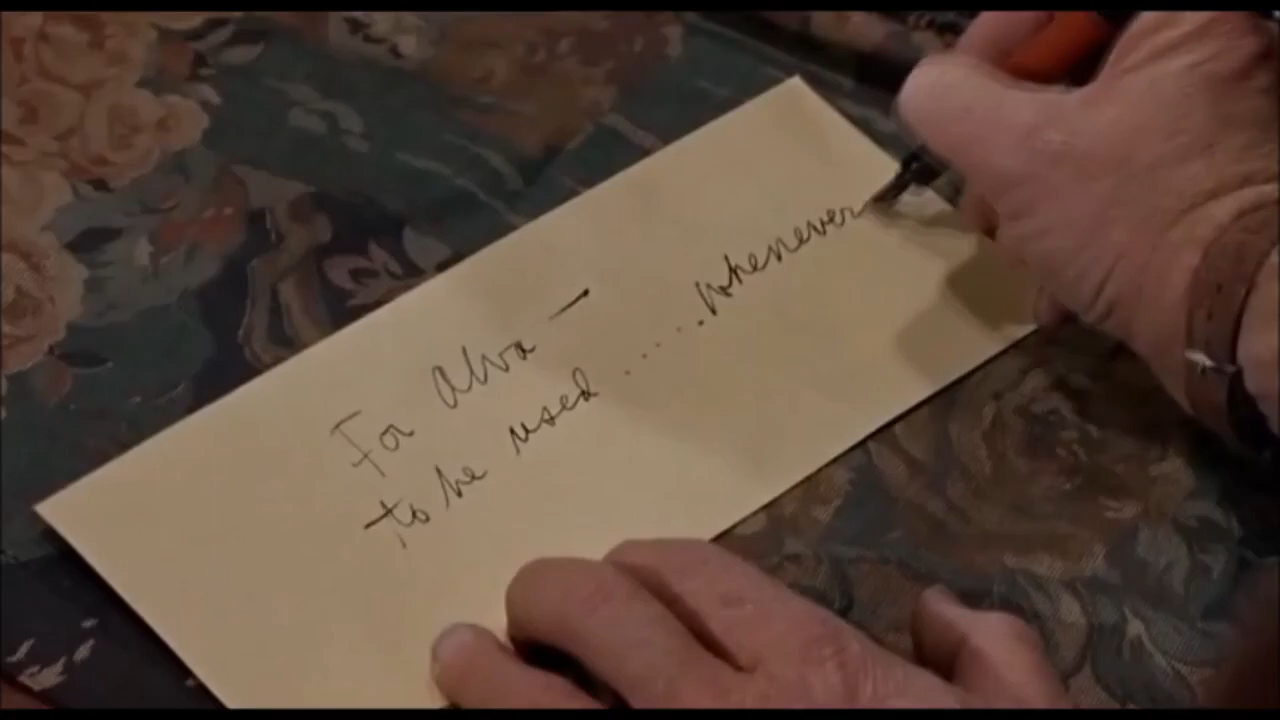 For Alva —
to be used ...... whenever